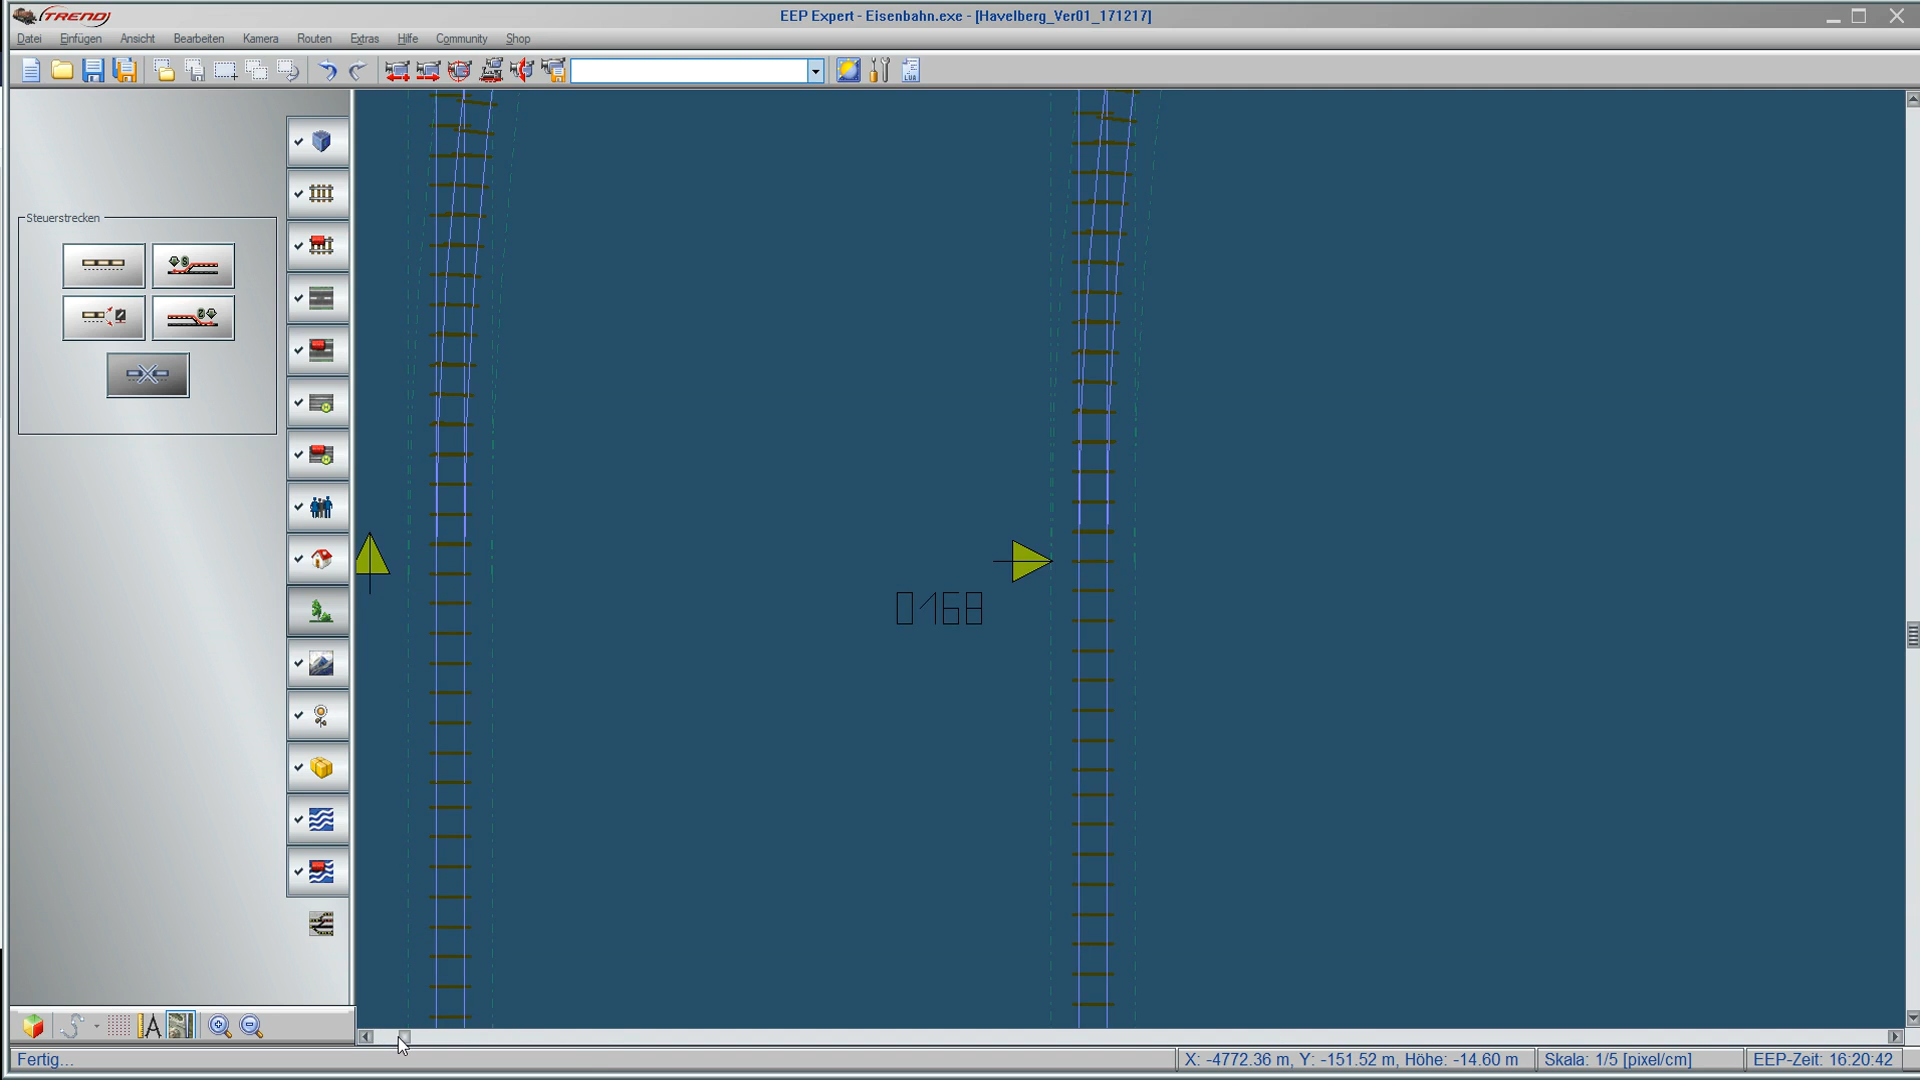 TREND
EEP Expert - Eisenbahn.exe - [Havelberg_Ver01_171217]
Datei Einfügen Ansicht Bearbeiten Kamera Routen Extras Hilfe Community Shop
LUA
Steuerstrecken
0168
Fertig...
X: -4772.36 m, Y: -151.52 m, Höhe: -14.60 m
Skala: 1/5 [pixel/cm]
EEP-Zeit: 16:20:42